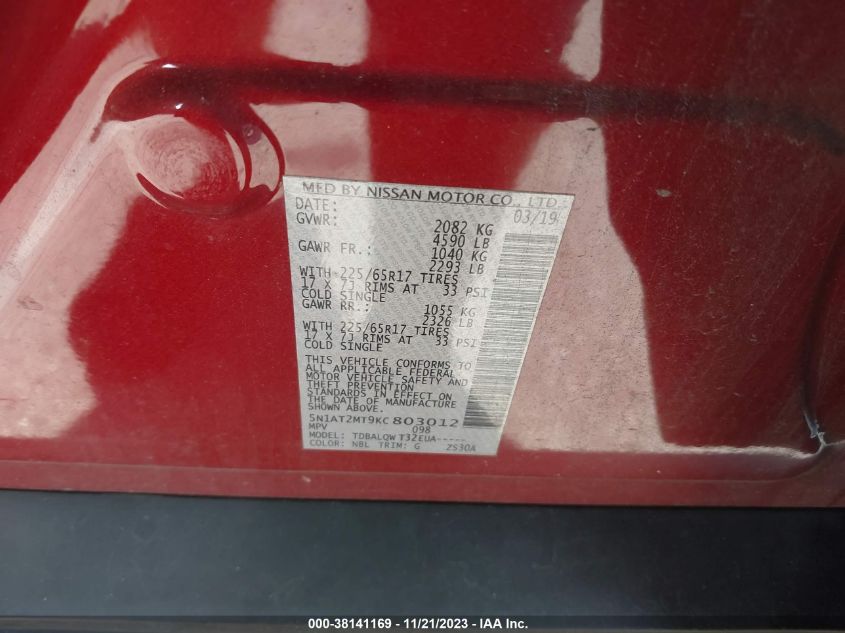 MFD BY NISSAN MOTOR CO., LTD
DATE: 03/19
GVWR: 2082 KG
4590 LB
GAWR FR.: 1040 KG
2293 LB
WITH 225/65R17 TIRES
17 X 7J RIMS AT 33 PSI
COLD SINGLE
GAWR RR.: 1055 KG
2326 LB
WITH 225/65R17 TIRES
17 X 7J RIMS AT 33 PSI
COLD SINGLE
THIS VEHICLE CONFORMS TO
ALL APPLICABLE FEDERAL
MOTOR VEHICLE SAFETY AND
THEFT PREVENTION
STANDARDS IN EFFECT ON
THE DATE OF MANUFACTURE
SHOWN ABOVE.
5N1AT2MT9KC 803012
MPV 098
MODEL: TDBALQW T32EUA-----
COLOR: NBL TRIM: G 2S30A
000-38141169 - 11/21/2023 - IAA Inc.